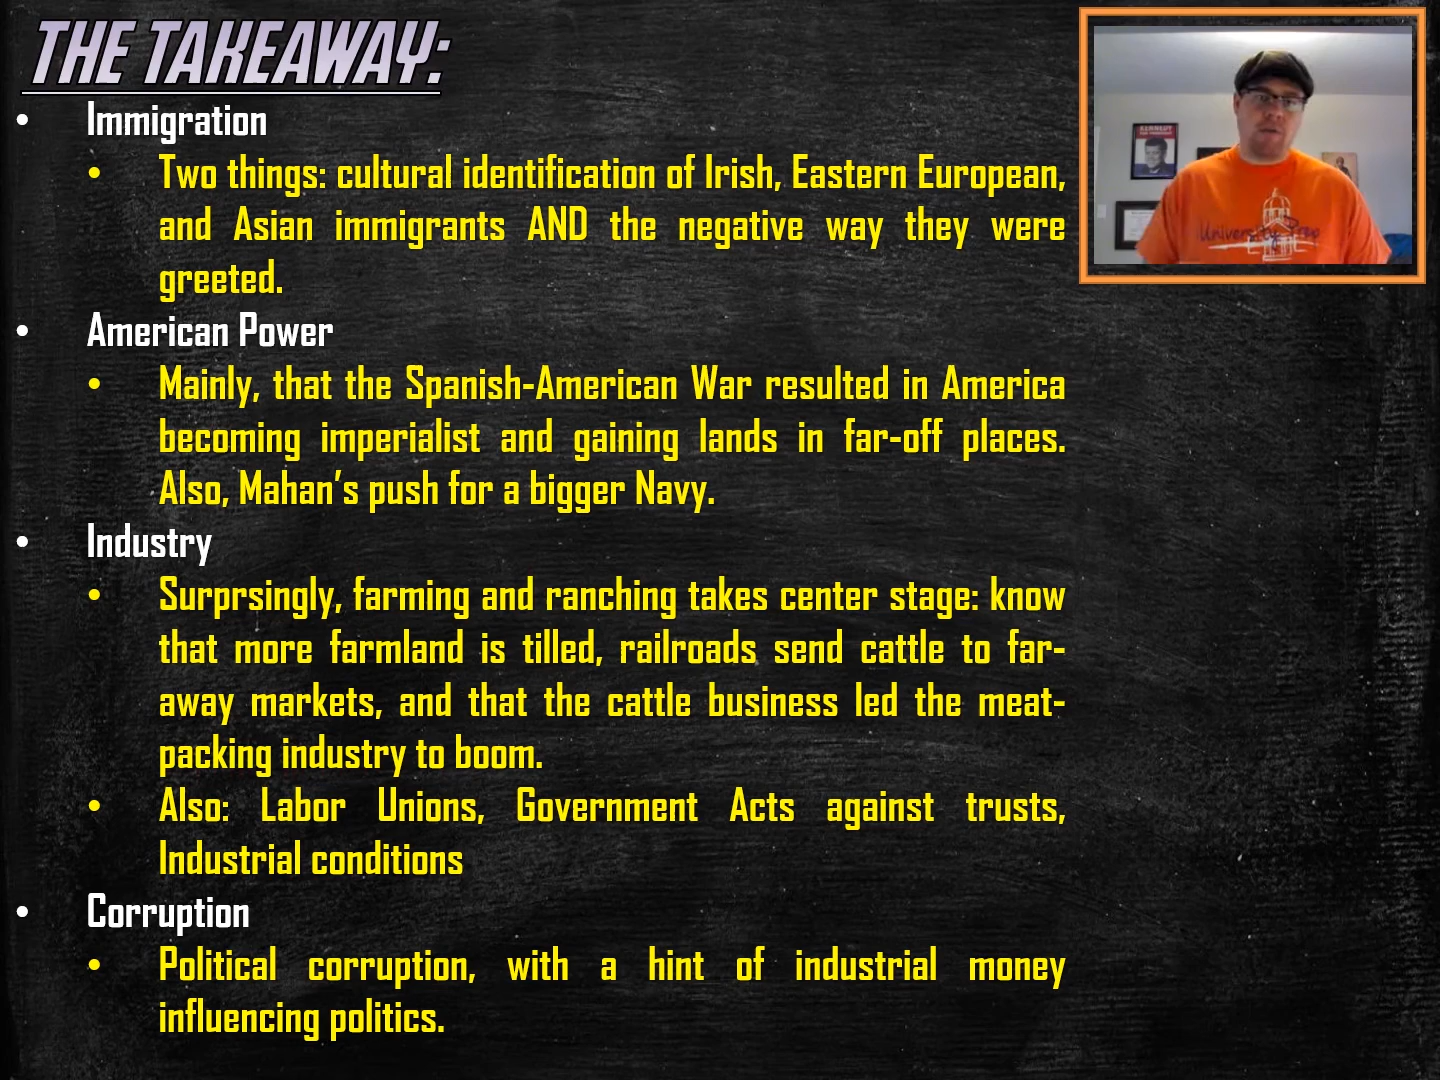 THE TAKEAWAY:
• Immigration
• Two things: cultural identification of Irish, Eastern European,
and Asian immigrants AND the negative way they were
greeted.
• American Power
• Mainly, that the Spanish-American War resulted in America
becoming imperialist and gaining lands in far-off places.
Also, Mahan's push for a bigger Navy.
• Industry
• Surprsingly, farming and ranching takes center stage: know
that more farmland is tilled, railroads send cattle to far-
away markets, and that the cattle business led the meat-
packing industry to boom.
• Also: Labor Unions, Government Acts against trusts,
Industrial conditions
• Corruption
• Political corruption, with a hint of industrial money
influencing politics.
KENNEDY
University Prep